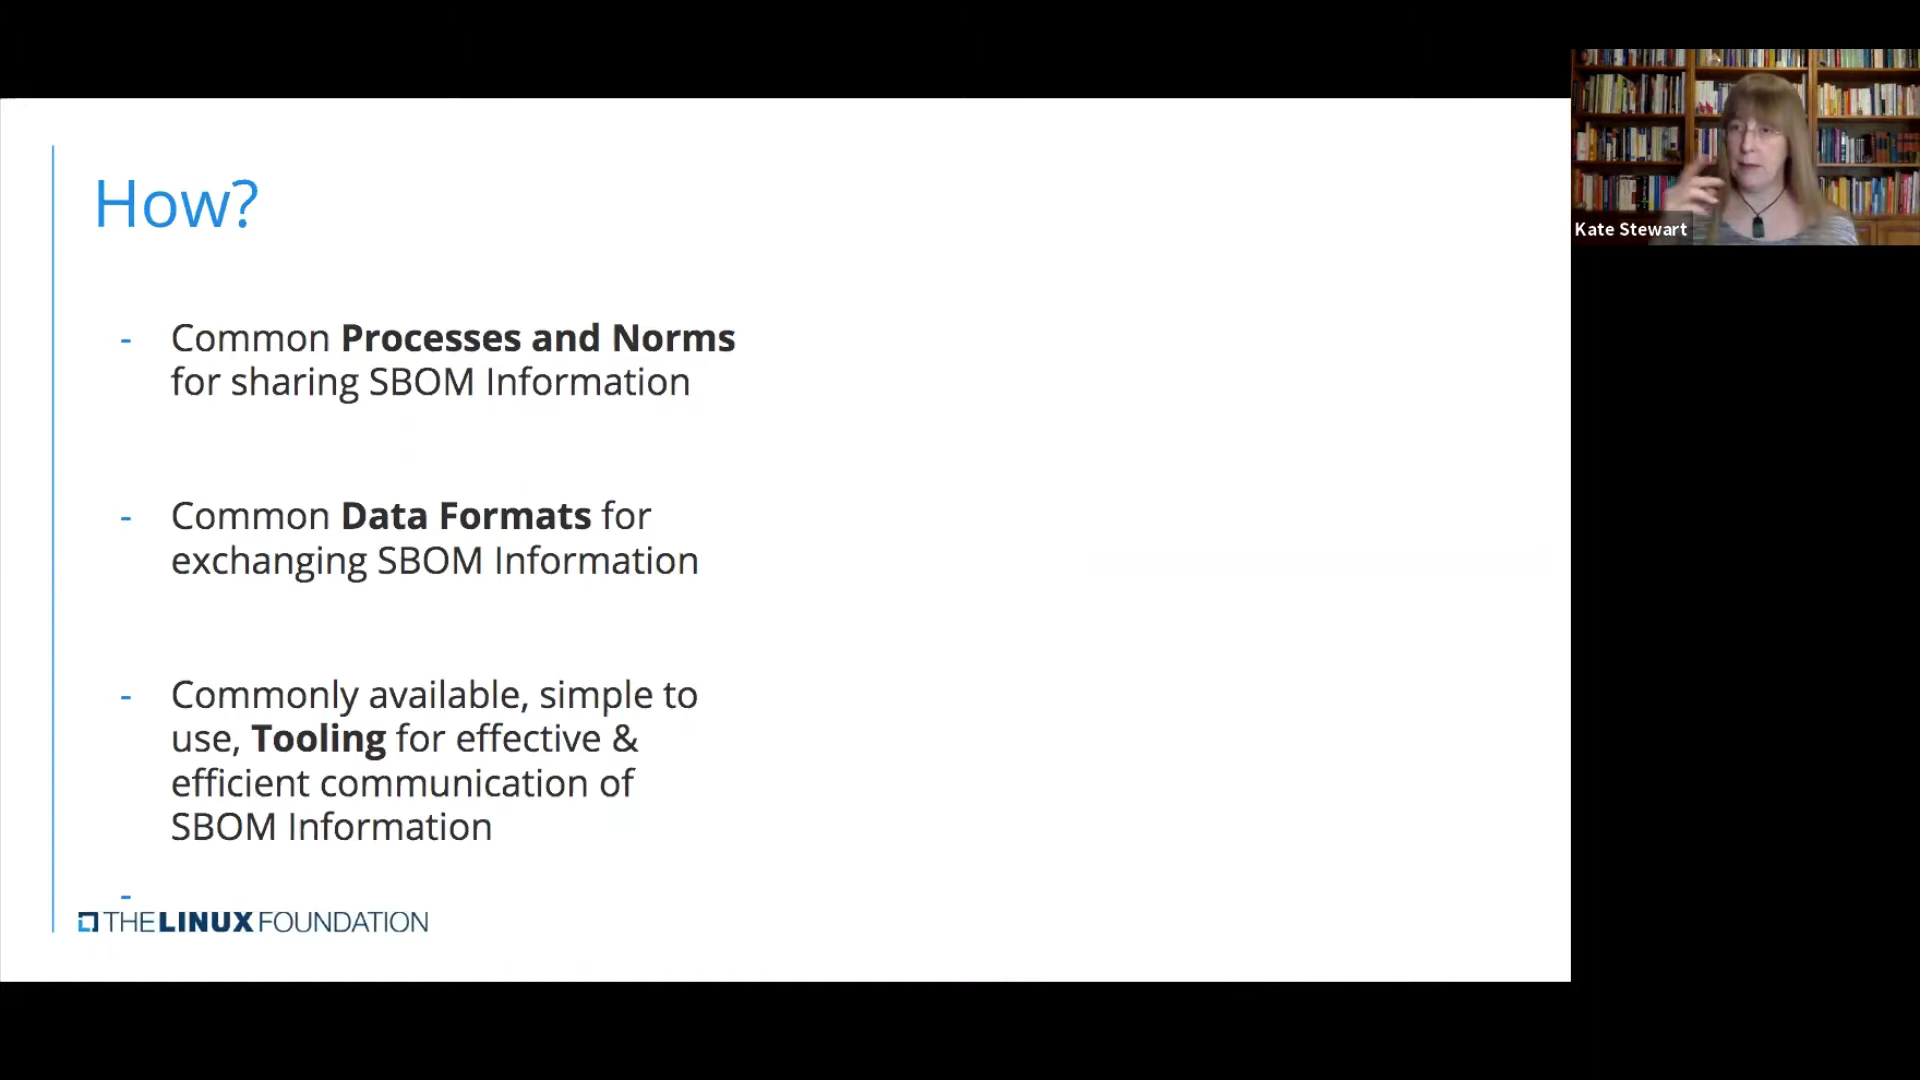 How?
- Common Processes and Norms
for sharing SBOM Information
- Common Data Formats for
exchanging SBOM Information
- Commonly available, simple to
use, Tooling for effective &
efficient communication of
SBOM Information
-
THE LINUX FOUNDATION
Kate Stewart